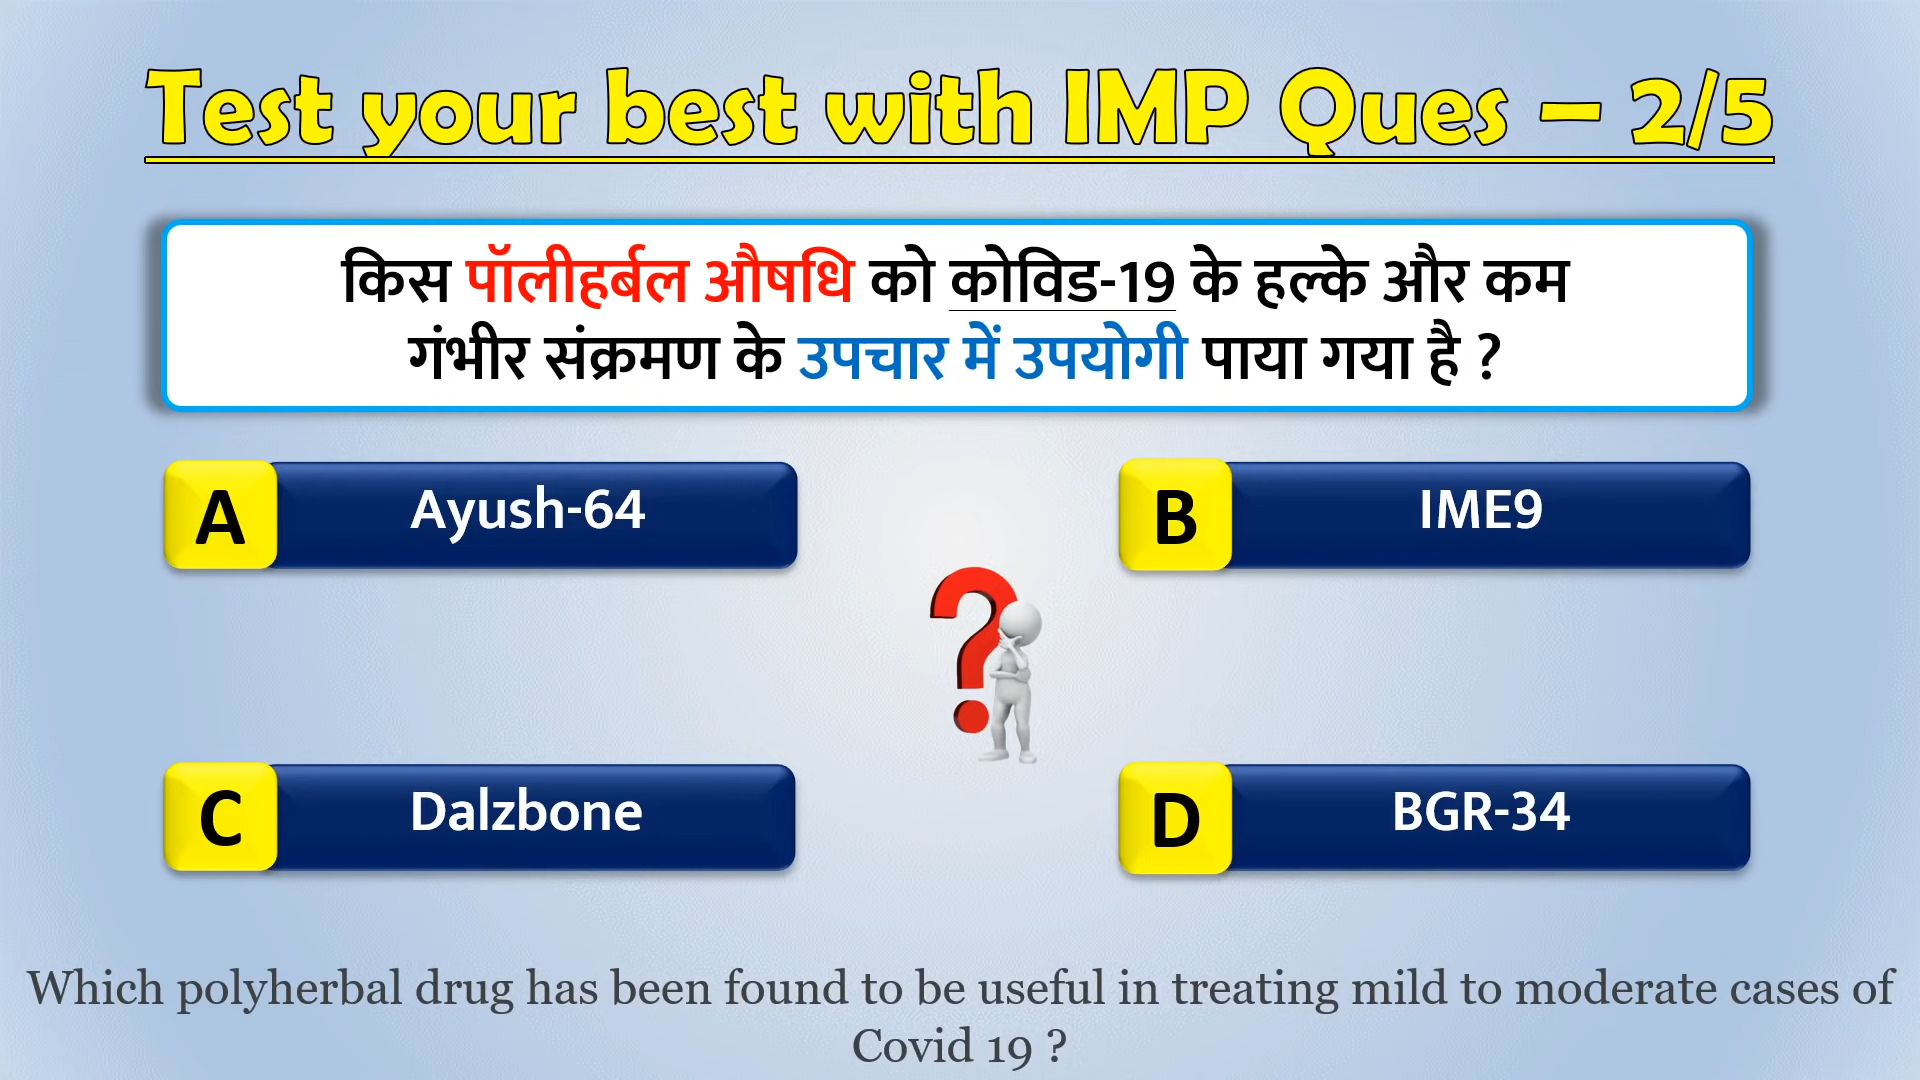 Test your best with IMP Ques – 2/5
किस पॉलीहर्बल औषधि को कोविड-19 के हल्के और कम
गंभीर संक्रमण के उपचार में उपयोगी पाया गया है ?
A Ayush-64
B IME9
C Dalzbone
D BGR-34
Which polyherbal drug has been found to be useful in treating mild to moderate cases of
Covid 19 ?